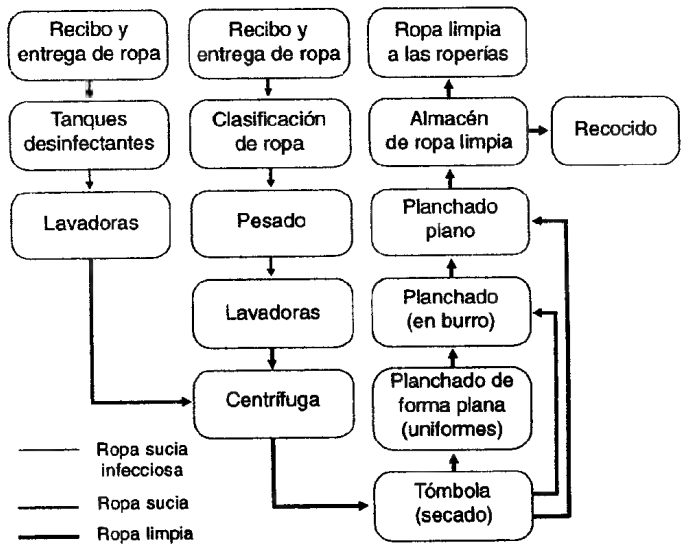 Recibo y
entrega de ropa
Tanques
desinfectantes
Lavadoras
Recibo y
entrega de ropa
Clasificación
de ropa
Pesado
Lavadoras
Centrífuga
Ropa limpia
a las roperías
Almacén
de ropa limpia
Recocido
Planchado
plano
Planchado
(en burro)
Planchado de
forma plana
(uniformes)
Tómbola
(secado)
Ropa sucia
infecciosa
Ropa sucia
Ropa limpia